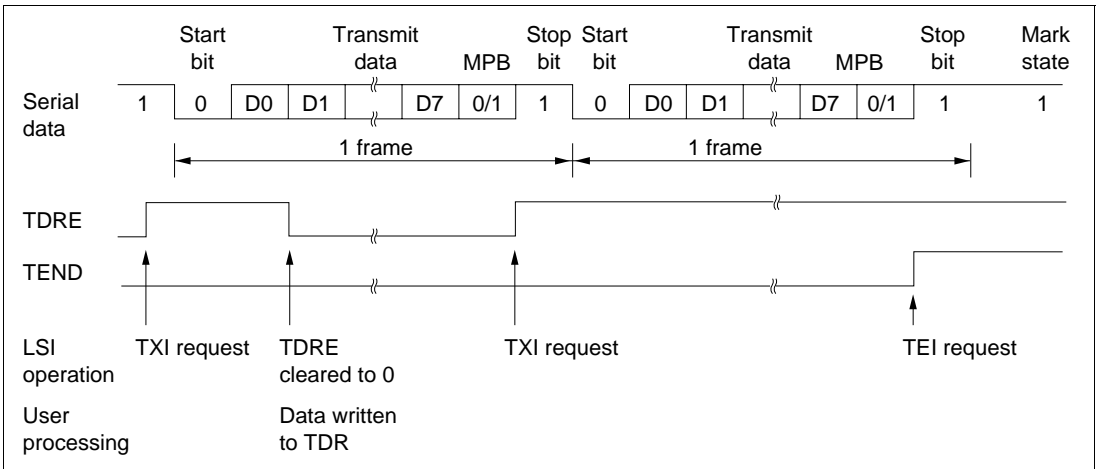 Start Transmit Stop Start Transmit Stop Mark
bit data MPB bit bit data MPB bit state
Serial 1 0 D0 D1 D7 0/1 1 0 D0 D1 D7 0/1 1 1
data
1 frame 1 frame
TDRE
TEND
LSI TXI request TDRE TXI request TEI request
operation cleared to 0
User Data written
processing to TDR